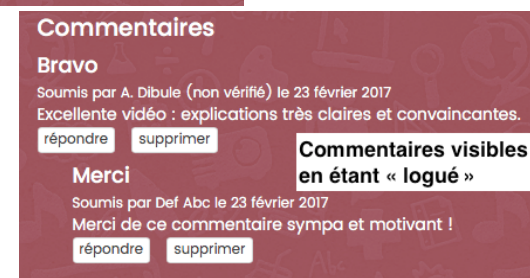 Commentaires
Bravo
Soumis par A. Dibule (non vérifié) le 23 février 2017
Excellente vidéo : explications très claires et convaincantes.
répondre supprimer
Commentaires visibles
en étant « logué »
Merci
Soumis par Def Abc le 23 février 2017
Merci de ce commentaire sympa et motivant !
répondre supprimer